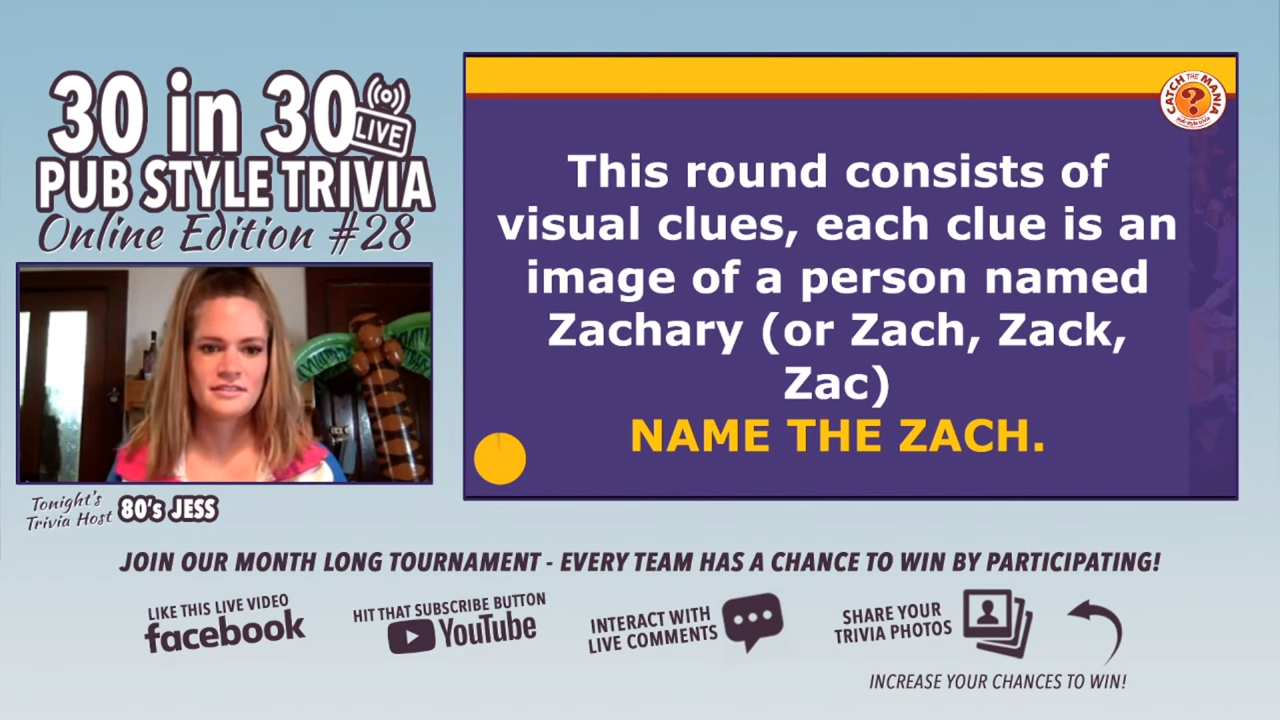 30 in 30
LIVE
PUB STYLE TRIVIA
Online Edition #28
CATCH THE MANIA
?
pub style trivia
This round consists of
visual clues, each clue is an
image of a person named
Zachary (or Zach, Zack,
Zac)
NAME THE ZACH.
Tonight's
Trivia Host
80's JESS
JOIN OUR MONTH LONG TOURNAMENT - EVERY TEAM HAS A CHANCE TO WIN BY PARTICIPATING!
LIKE THIS LIVE VIDEO
facebook
HIT THAT SUBSCRIBE BUTTON
YouTube
INTERACT WITH
LIVE COMMENTS
SHARE YOUR
TRIVIA PHOTOS
INCREASE YOUR CHANCES TO WIN!